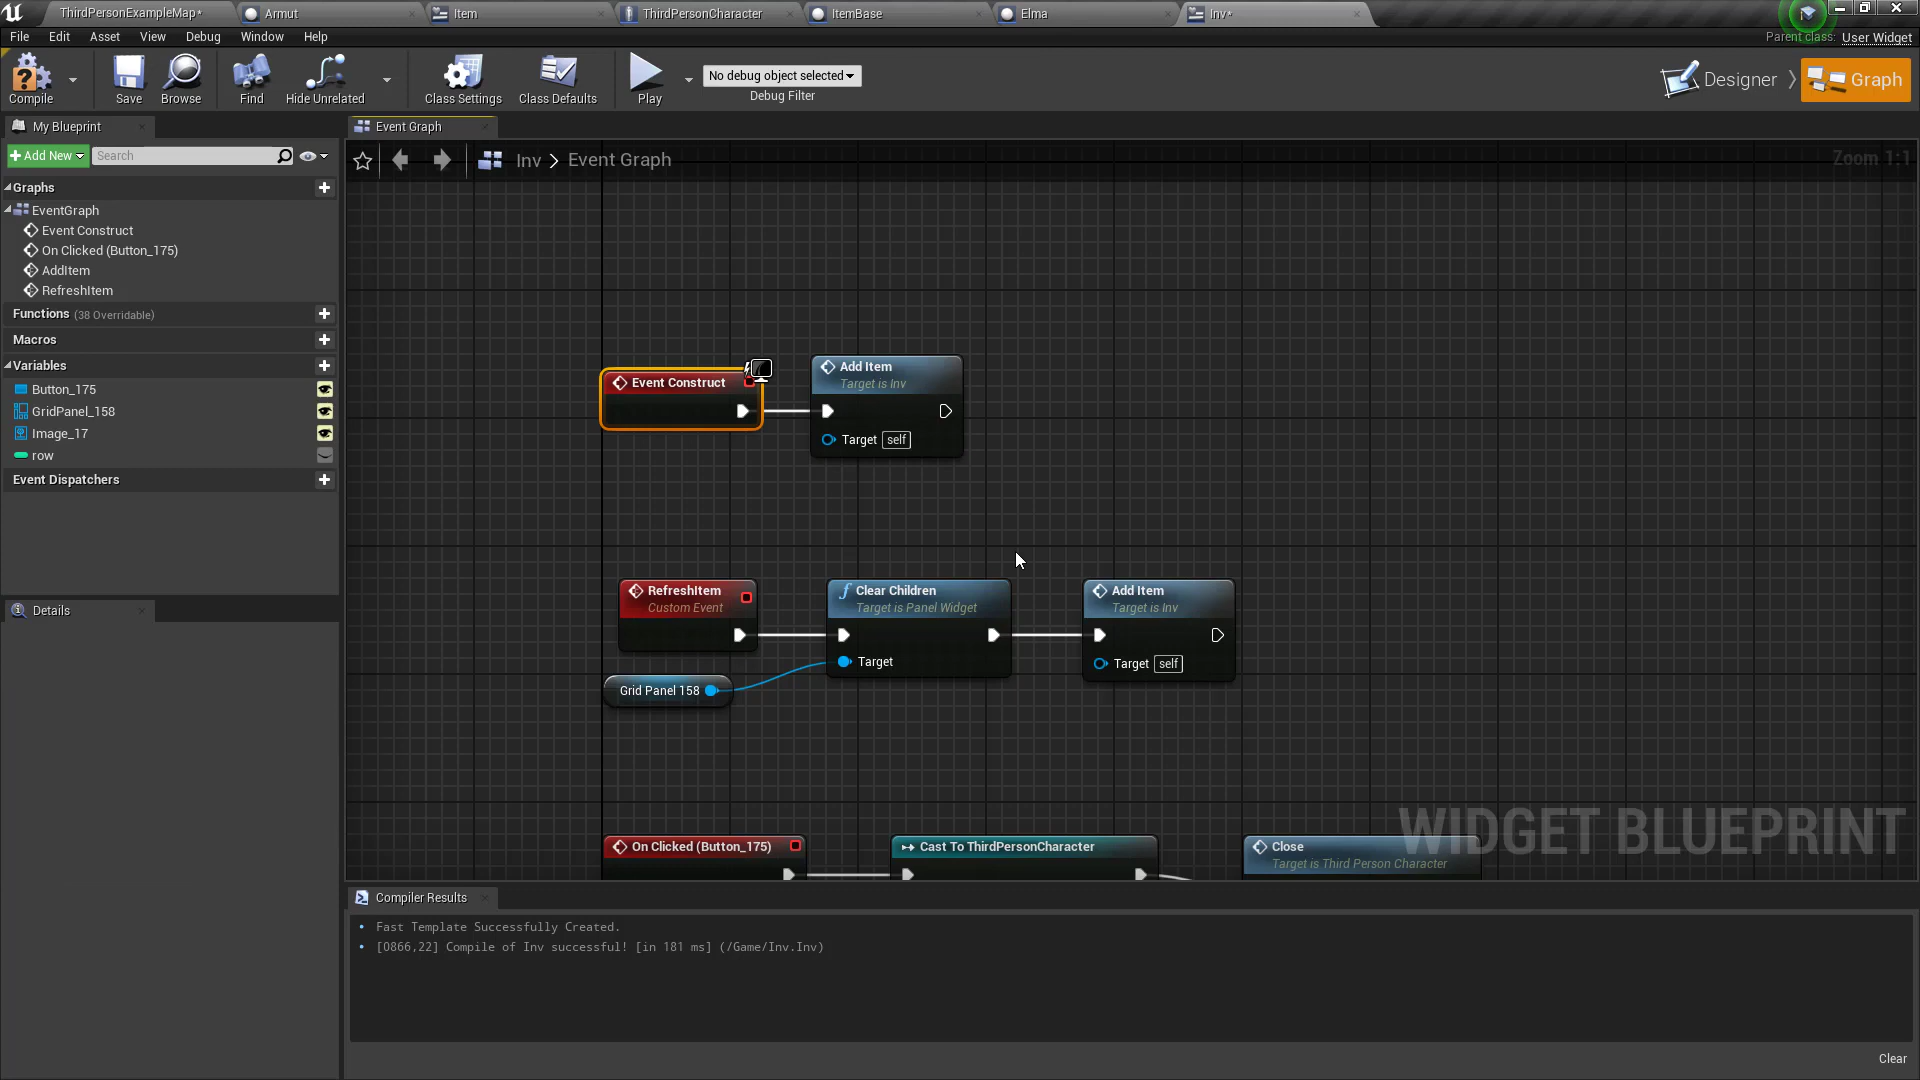 ThirdPersonExampleMap*
Armut
Item
ThirdPersonCharacter
ItemBase
Elma
Inv*
File Edit Asset View Debug Window Help
Parent class: User Widget
Compile
Save
Browse
Find
Hide Unrelated
Class Settings
Class Defaults
Play
No debug object selected
Debug Filter
Designer
Graph
My Blueprint
Event Graph
Add New
Search
Inv > Event Graph
Zoom 1:1
Graphs
EventGraph
Event Construct
On Clicked (Button_175)
AddItem
RefreshItem
Functions (38 Overridable)
Macros
Variables
Button_175
GridPanel_158
Image_17
row
Event Dispatchers
Details
Event Construct
Add Item
Target is Inv
Target self
RefreshItem
Custom Event
Clear Children
Target is Panel Widget
Target
Add Item
Target is Inv
Target self
Grid Panel 158
On Clicked (Button_175)
Cast To ThirdPersonCharacter
Close
Target is Third Person Character
WIDGET BLUEPRINT
Compiler Results
Fast Template Successfully Created.
[0866,22] Compile of Inv successful! [in 181 ms] (/Game/Inv.Inv)
Clear